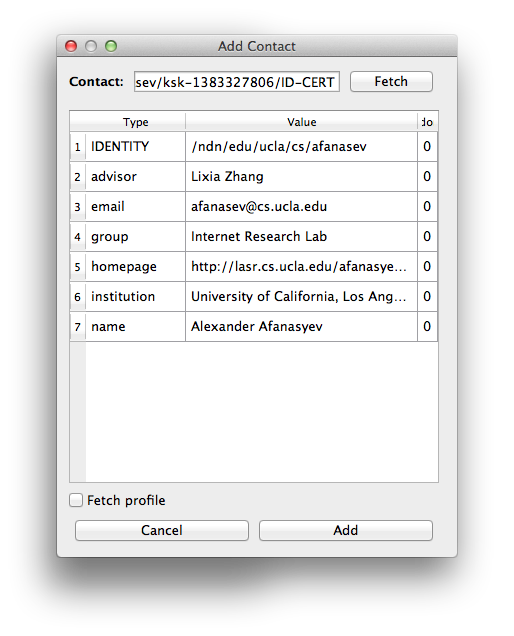 Add Contact
Contact: sev/ksk-1383327806/ID-CERT Fetch
Type Value do
1 IDENTITY /ndn/edu/ucla/cs/afanasev 0
2 advisor Lixia Zhang 0
3 email afanasev@cs.ucla.edu 0
4 group Internet Research Lab 0
5 homepage http://lasr.cs.ucla.edu/afanasye... 0
6 institution University of California, Los Ang... 0
7 name Alexander Afanasyev 0
Fetch profile
Cancel Add